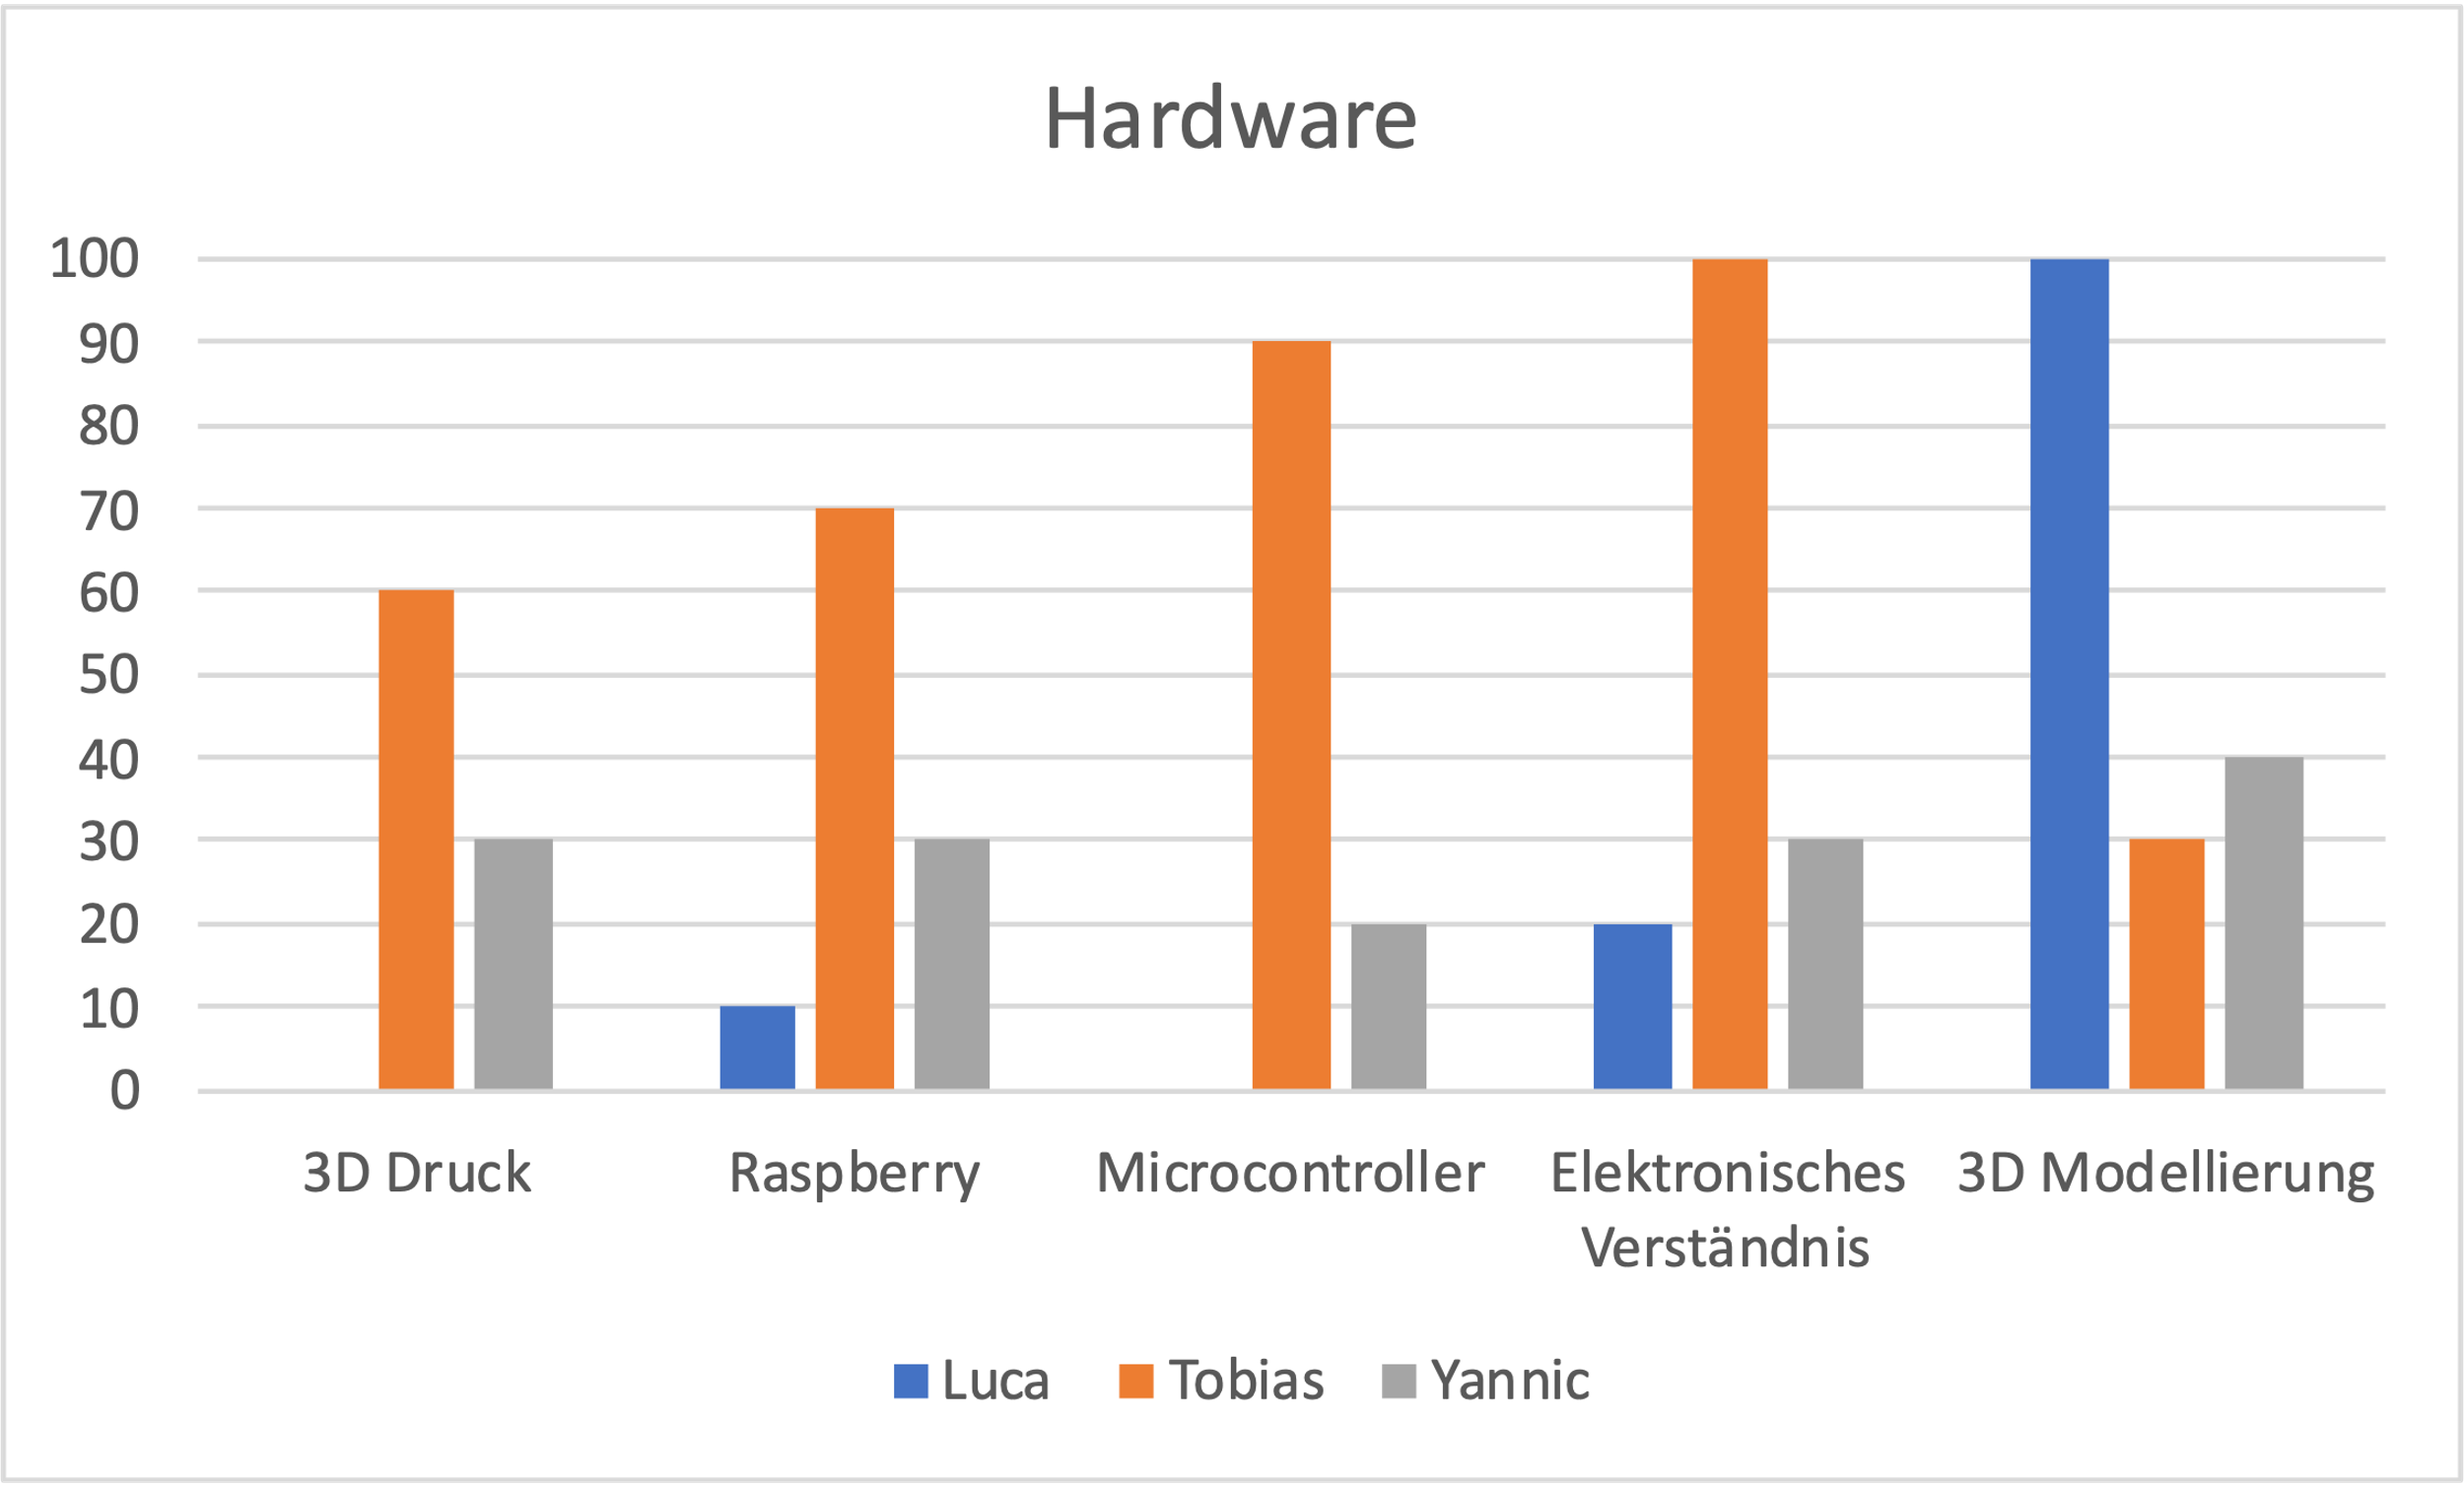 Hardware
100
90
80
70
60
50
40
30
20
10
0
3D Druck Raspberry Microcontroller Elektronisches 3D Modellierung
Verständnis
Luca Tobias Yannic